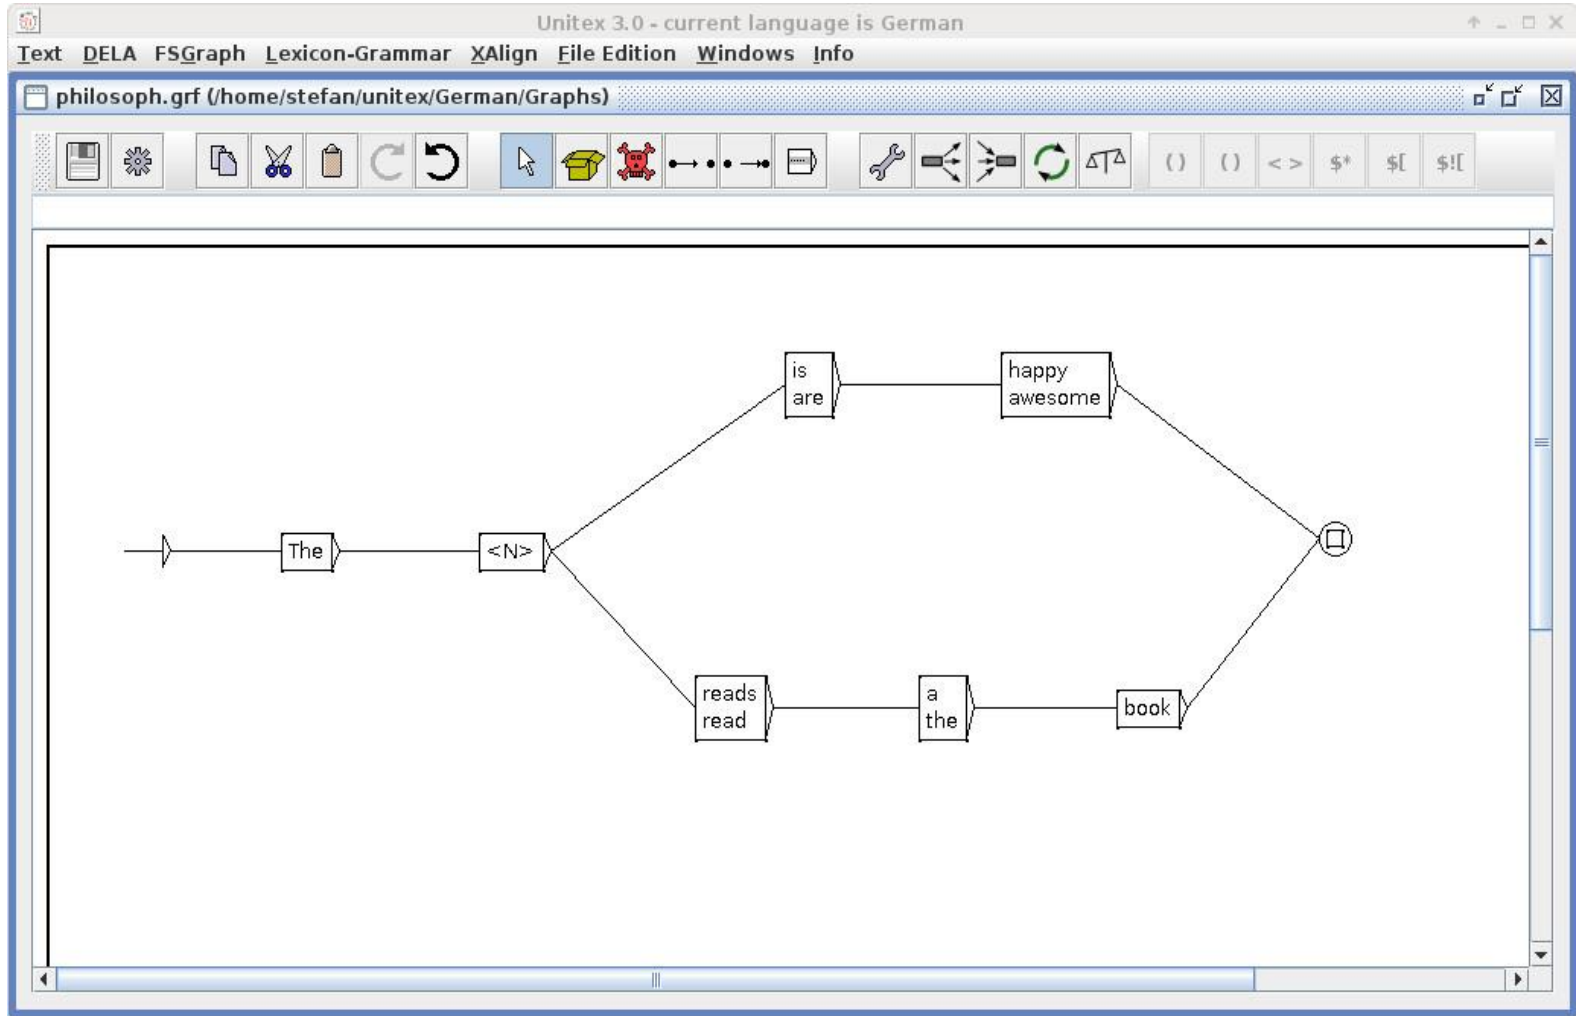 Unitex 3.0 - current language is German
Text DELA FSGraph Lexicon-Grammar XAlign File Edition Windows Info
philosoph.grf (/home/stefan/unitex/German/Graphs)
( ) ( ) < > $* $[ $![
is
are
happy
awesome
The
<N>
reads
read
a
the
book